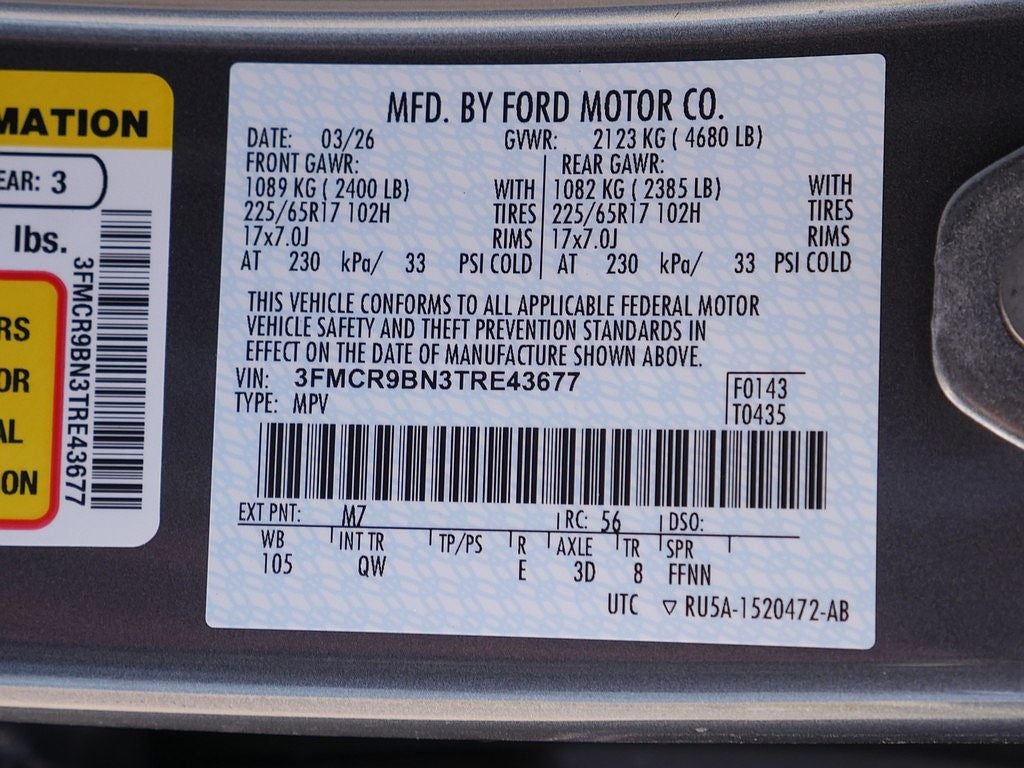 MATION
EAR: 3
lbs.
RS
OR
AL
ON
3FMCR9BN3TRE43677
MFD. BY FORD MOTOR CO.
DATE: 03/26 GVWR: 2123 KG ( 4680 LB)
FRONT GAWR: REAR GAWR:
1089 KG ( 2400 LB) WITH 1082 KG ( 2385 LB) WITH
225/65R17 102H TIRES 225/65R17 102H TIRES
17x7.0J RIMS 17x7.0J RIMS
AT 230 kPa/ 33 PSI COLD AT 230 kPa/ 33 PSI COLD
THIS VEHICLE CONFORMS TO ALL APPLICABLE FEDERAL MOTOR
VEHICLE SAFETY AND THEFT PREVENTION STANDARDS IN
EFFECT ON THE DATE OF MANUFACTURE SHOWN ABOVE.
VIN: 3FMCR9BN3TRE43677 F0143
TYPE: MPV T0435
EXT PNT: M7 RC: 56 DSO:
WB INT TR TP/PS R AXLE TR SPR
105 QW E 3D 8 FFNN
UTC ▽ RU5A-1520472-AB